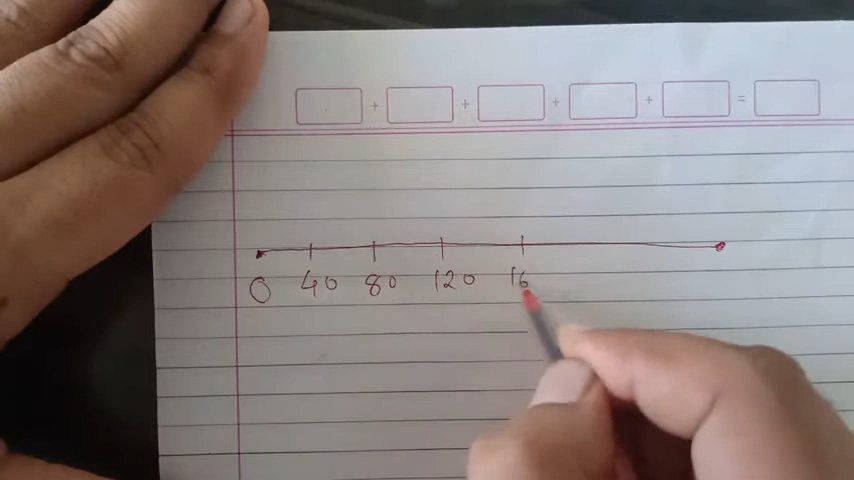 + + + + =
0 40 80 120 16